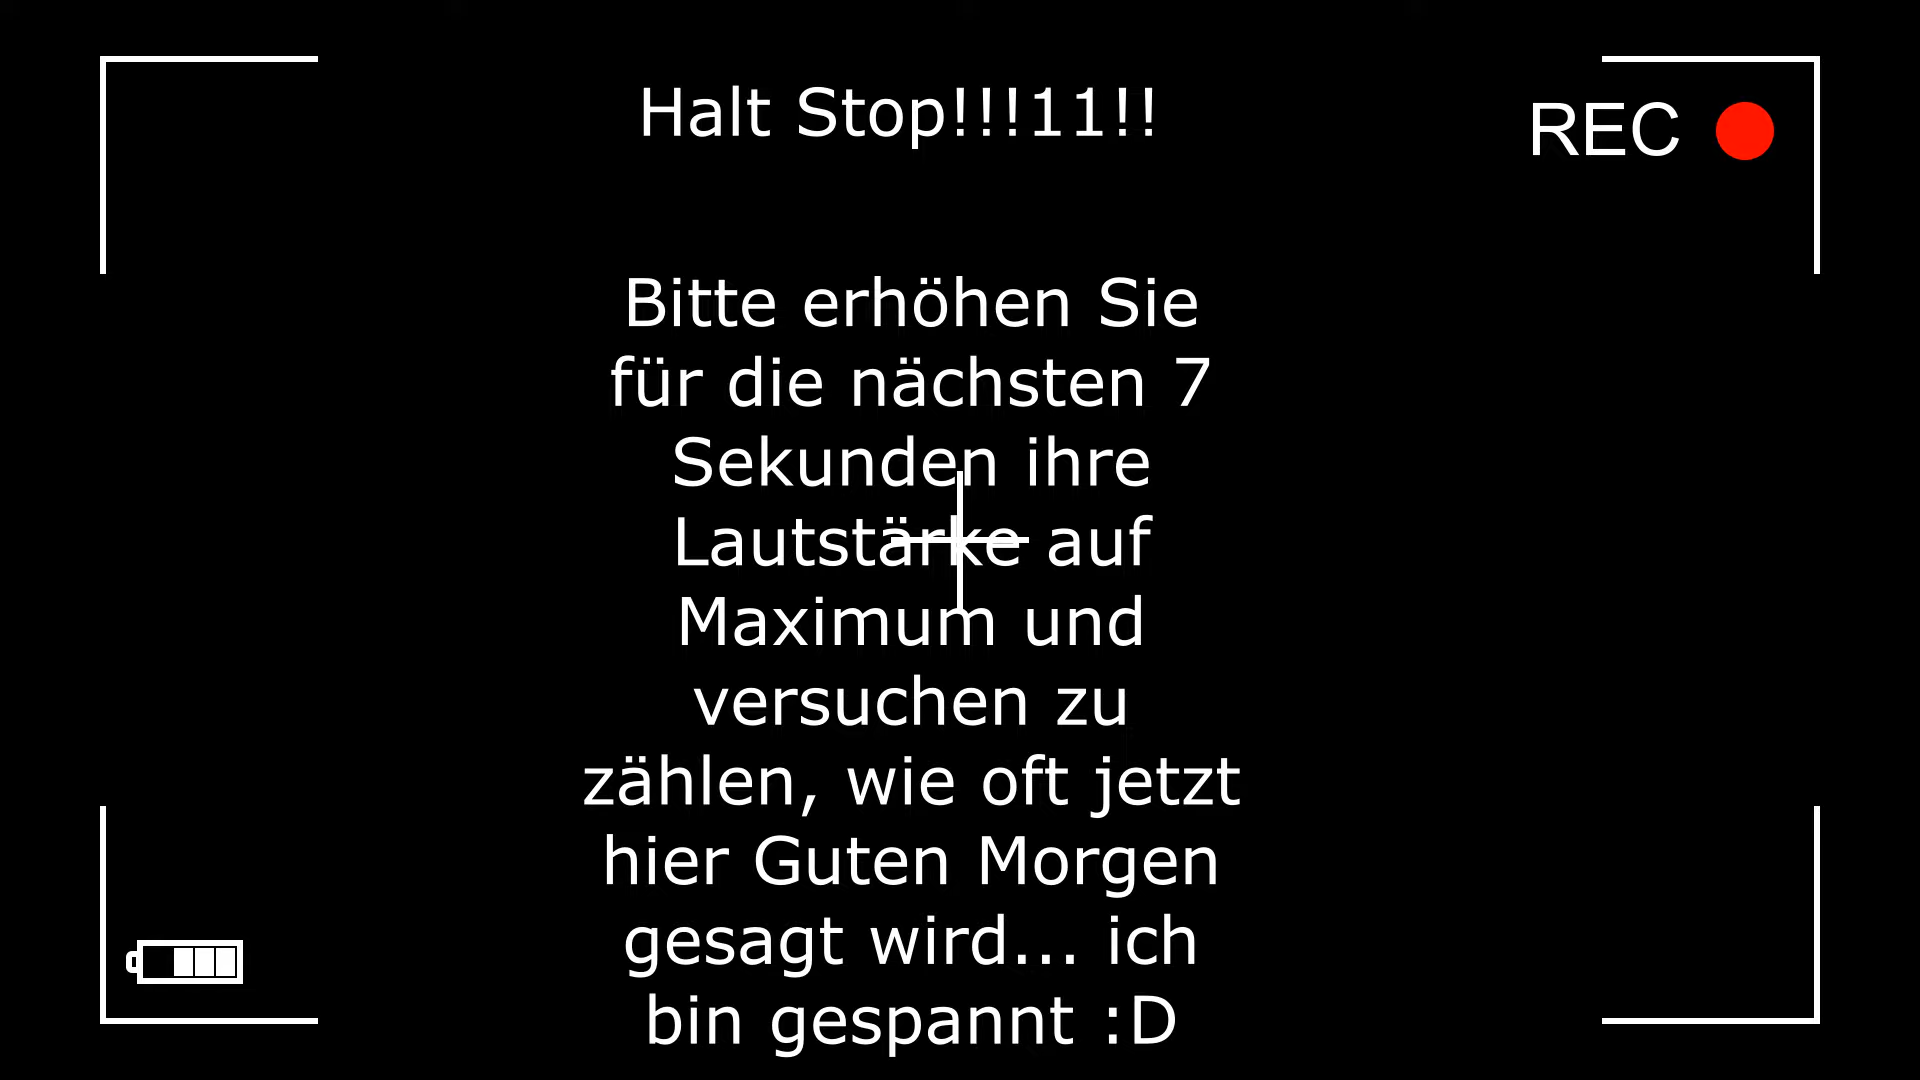 Halt Stop!!!11!!
REC
Bitte erhöhen Sie
für die nächsten 7
Sekunden ihre
Lautstärke auf
Maximum und
versuchen zu
zählen, wie oft jetzt
hier Guten Morgen
gesagt wird... ich
bin gespannt :D